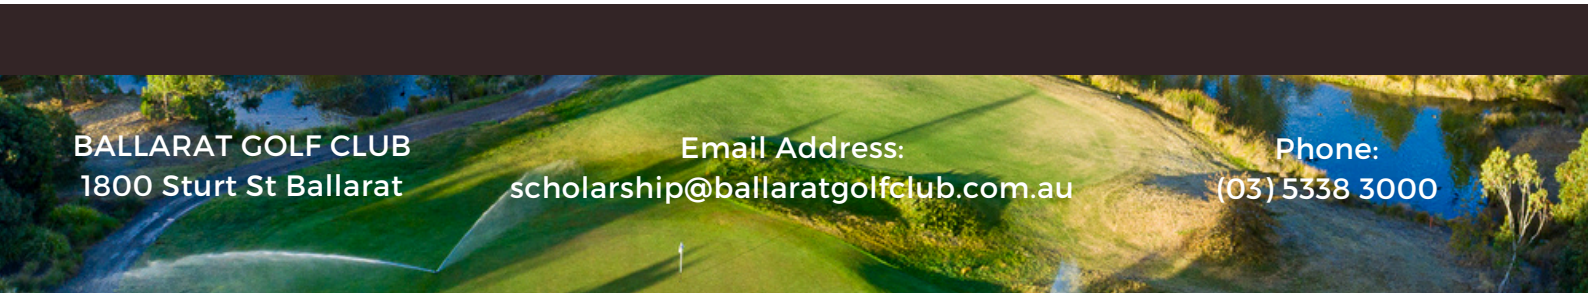 BALLARAT GOLF CLUB
1800 Sturt St Ballarat
Email Address:
scholarship@ballaratgolfclub.com.au
Phone:
(03) 5338 3000